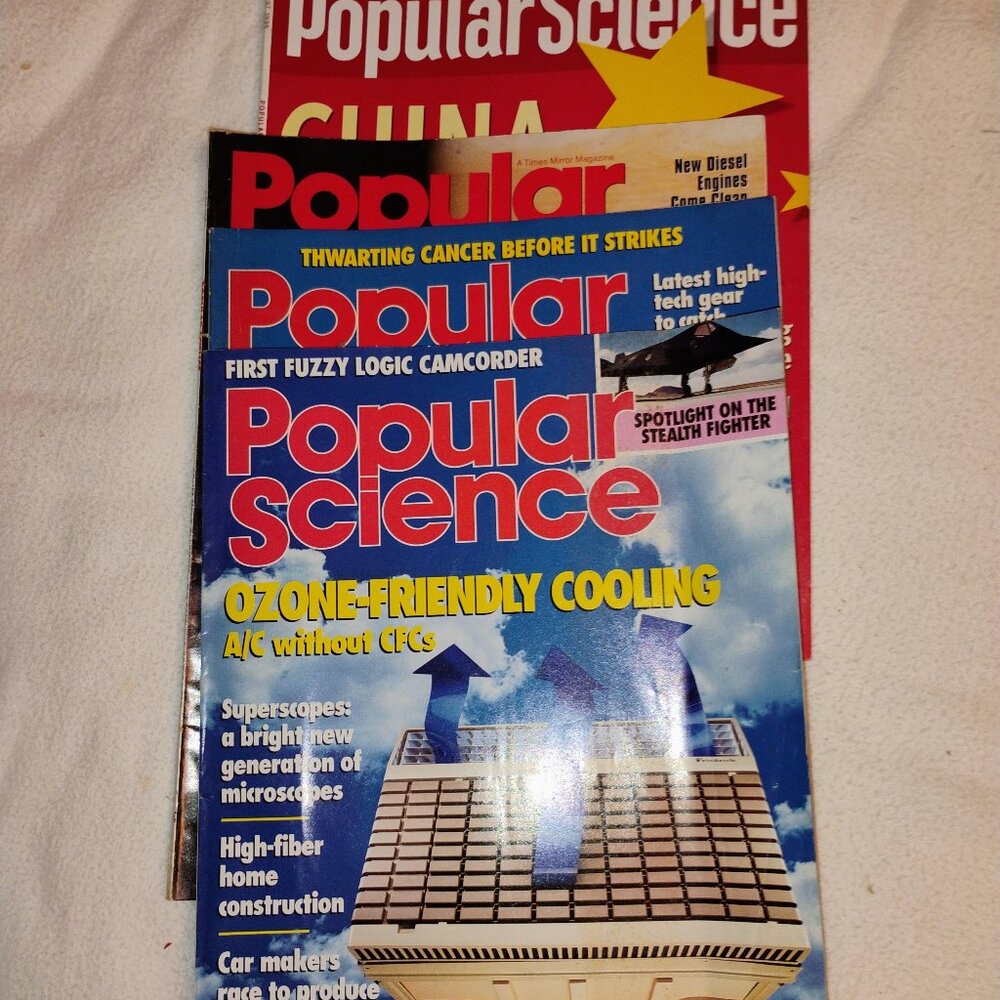 PopularScience
CHINA
A Times Mirror Magazine
Popular
New Diesel
Engines
Come Clean
THWARTING CANCER BEFORE IT STRIKES
Popular
Latest high-
tech gear
to catch
FIRST FUZZY LOGIC CAMCORDER
Popular
Science
SPOTLIGHT ON THE
STEALTH FIGHTER
OZONE-FRIENDLY COOLING
A/C without CFCs
Superscopes:
a bright new
generation of
microscopes
High-fiber
home
construction
Car makers
race to produce
Friedrich